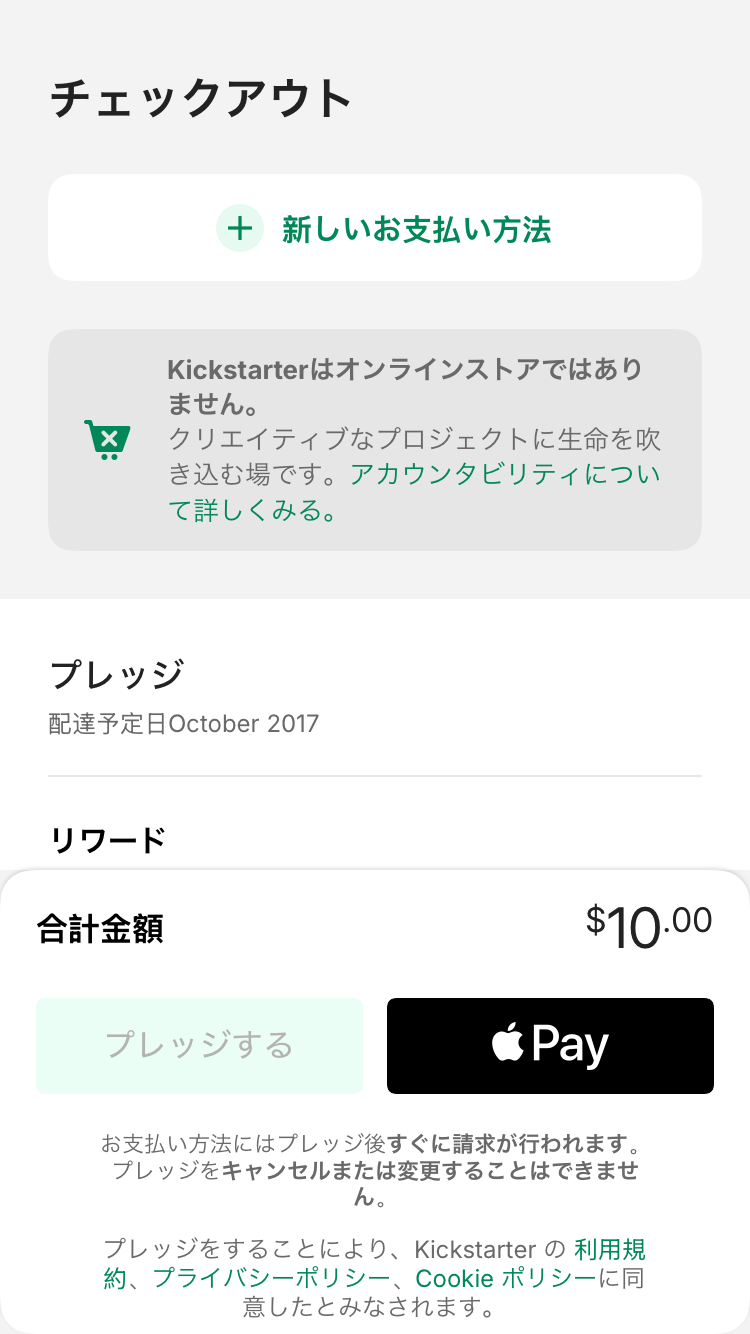 チェックアウト
新しいお支払い方法
Kickstarterはオンラインストアではあり
ません。
クリエイティブなプロジェクトに生命を吹
き込む場です。アカウンタビリティについ
て詳しくみる。
プレッジ
配達予定日October 2017
リワード
合計金額
$10.00
プレッジする
Pay
お支払い方法にはプレッジ後すぐに請求が行われます。
プレッジをキャンセルまたは変更することはできませ
ん。
プレッジをすることにより、Kickstarter の 利用規
約、プライバシーポリシー、Cookie ポリシーに同
意したとみなされます。